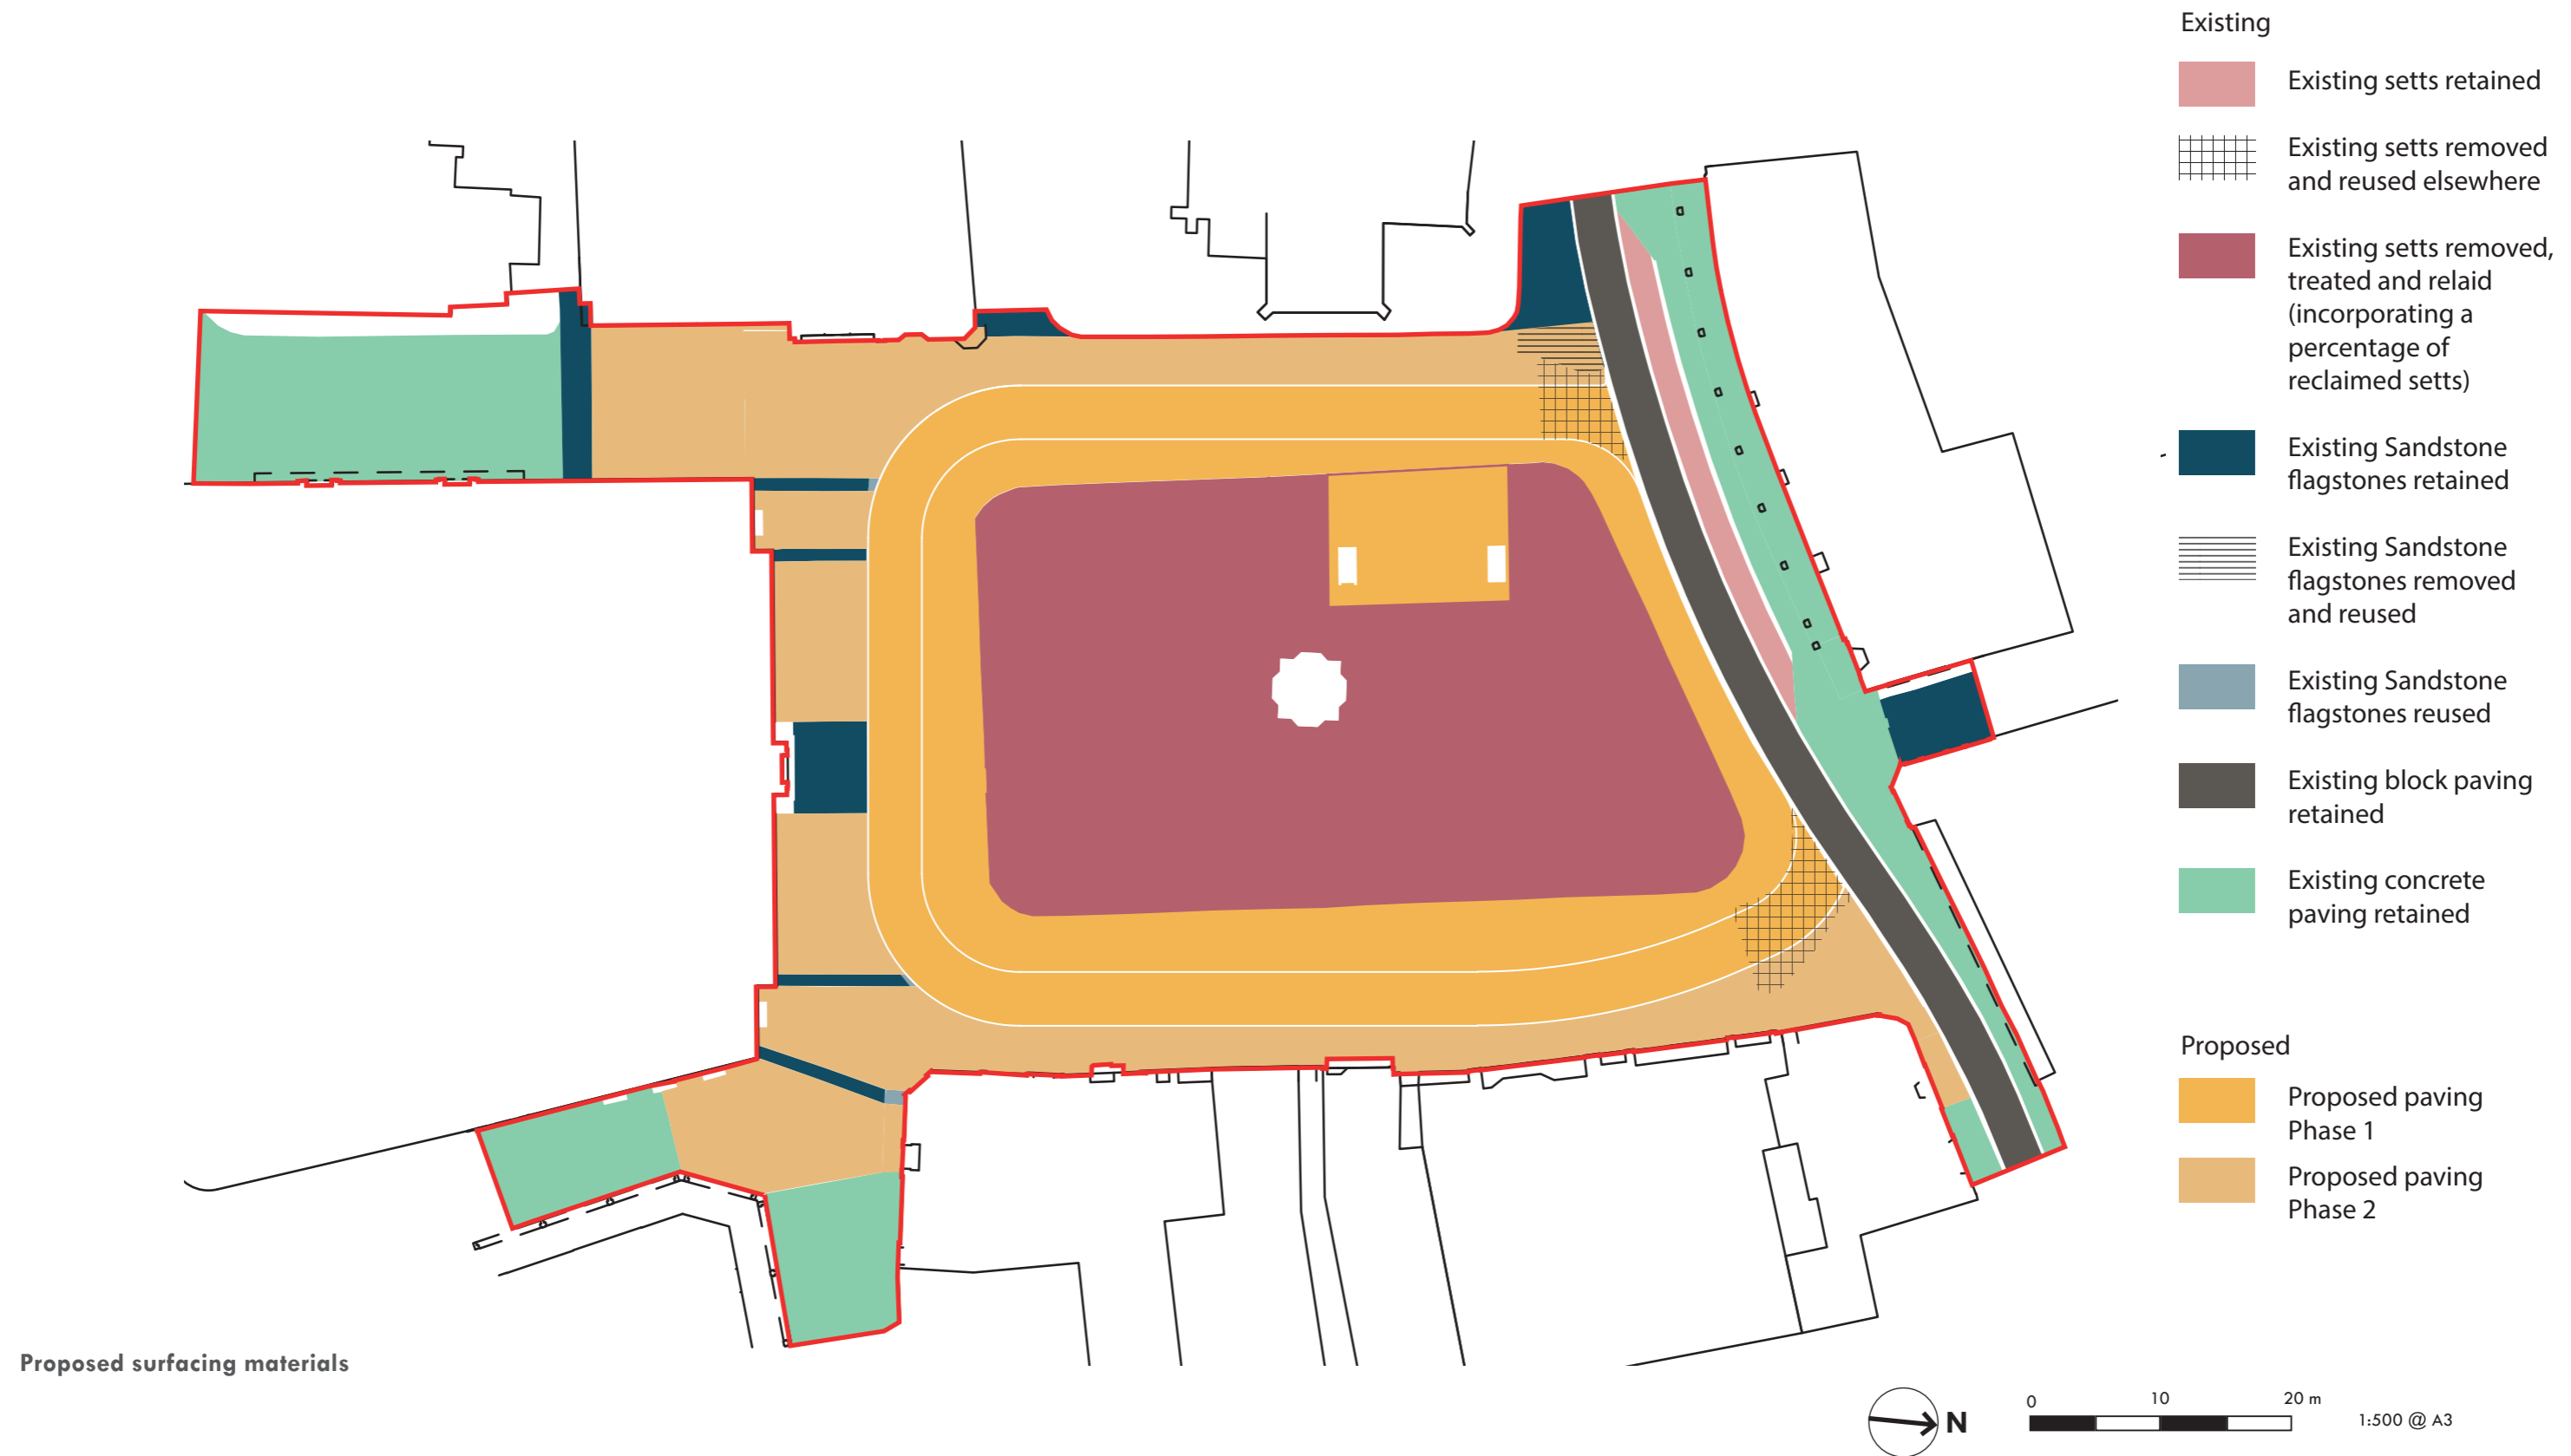 Existing
Existing setts retained
Existing setts removed
and reused elsewhere
Existing setts removed,
treated and relaid
(incorporating a
percentage of
reclaimed setts)
Existing Sandstone
flagstones retained
Existing Sandstone
flagstones removed
and reused
Existing Sandstone
flagstones reused
Existing block paving
retained
Existing concrete
paving retained
Proposed
Proposed paving
Phase 1
Proposed paving
Phase 2
Proposed surfacing materials
N
0 10 20 m
1:500 @ A3